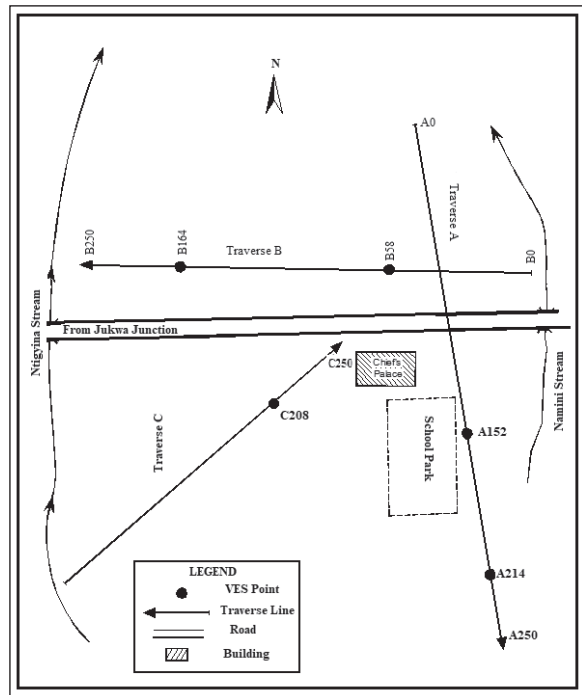 N
A0
Traverse A
B250
B164
Traverse B
B58
B0
Ntigyina Stream
From Jukwa Junction
Namini Stream
C250
Chief's
Palace
C208
Traverse C
School Park
A152
A214
A250
LEGEND
VES Point
Traverse Line
Road
Building